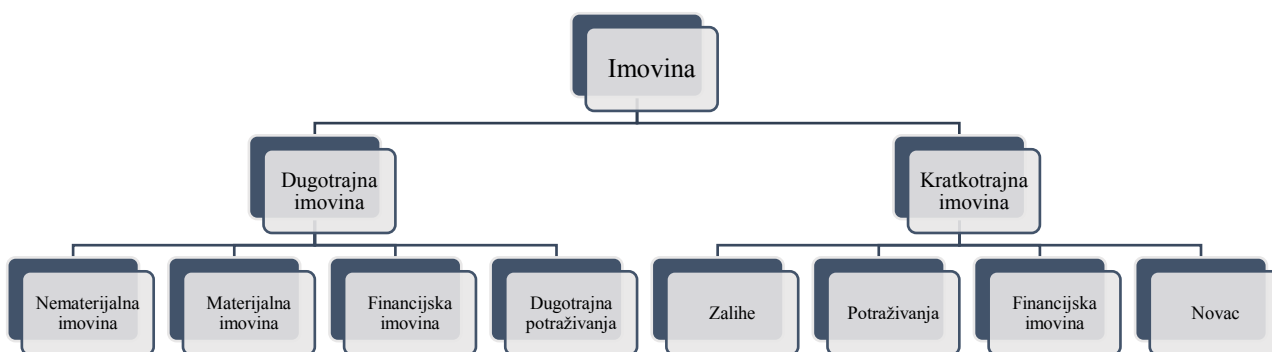 Imovina
Dugotrajna
imovina
Kratkotrajna
imovina
Nematerijalna
imovina
Materijalna
imovina
Financijska
imovina
Dugotrajna
potraživanja
Zalihe
Potraživanja
Financijska
imovina
Novac